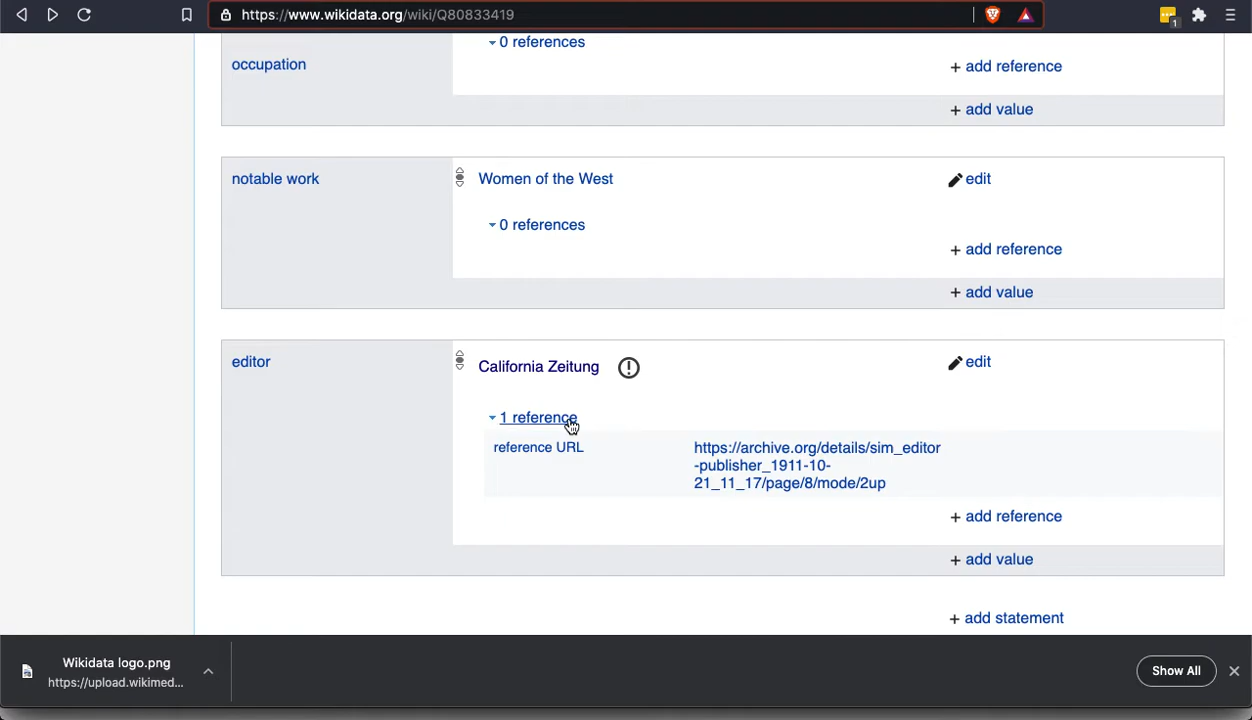 https://www.wikidata.org/wiki/Q80833419
1
0 references
occupation
+ add reference
+ add value
notable work
Women of the West
edit
0 references
+ add reference
+ add value
editor
California Zeitung
edit
1 reference
reference URL
https://archive.org/details/sim_editor
-publisher_1911-10-
21_11_17/page/8/mode/2up
+ add reference
+ add value
+ add statement
Wikidata logo.png
https://upload.wikimed...
Show All